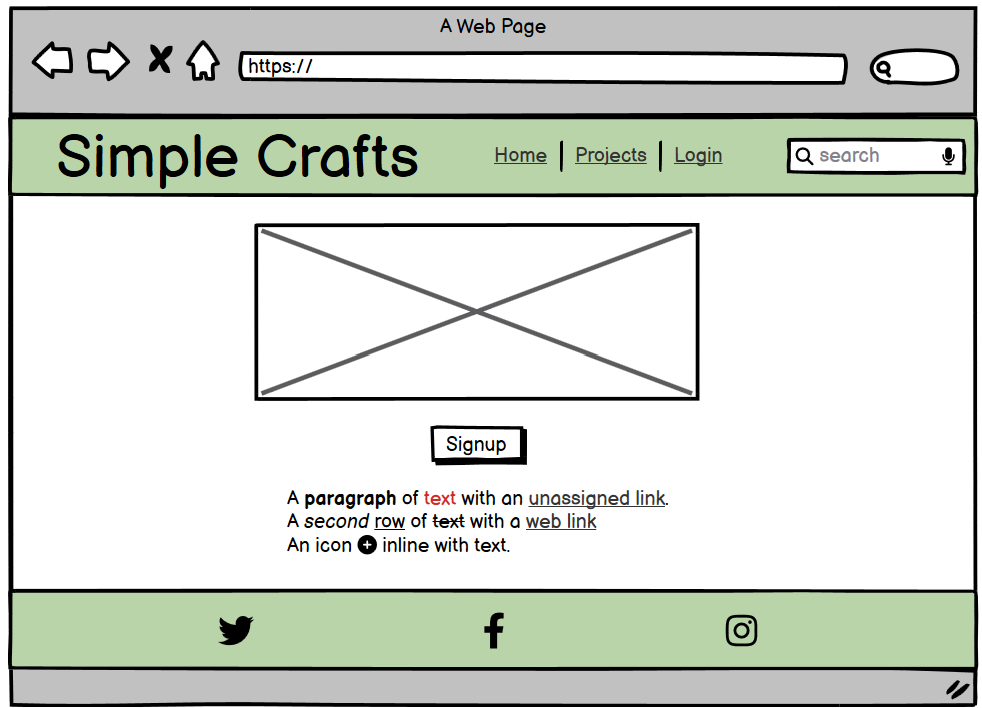 A Web Page
https://
Simple Crafts
Home | Projects | Login
search
Signup
A paragraph of text with an unassigned link.
A second row of text with a web link
An icon inline with text.